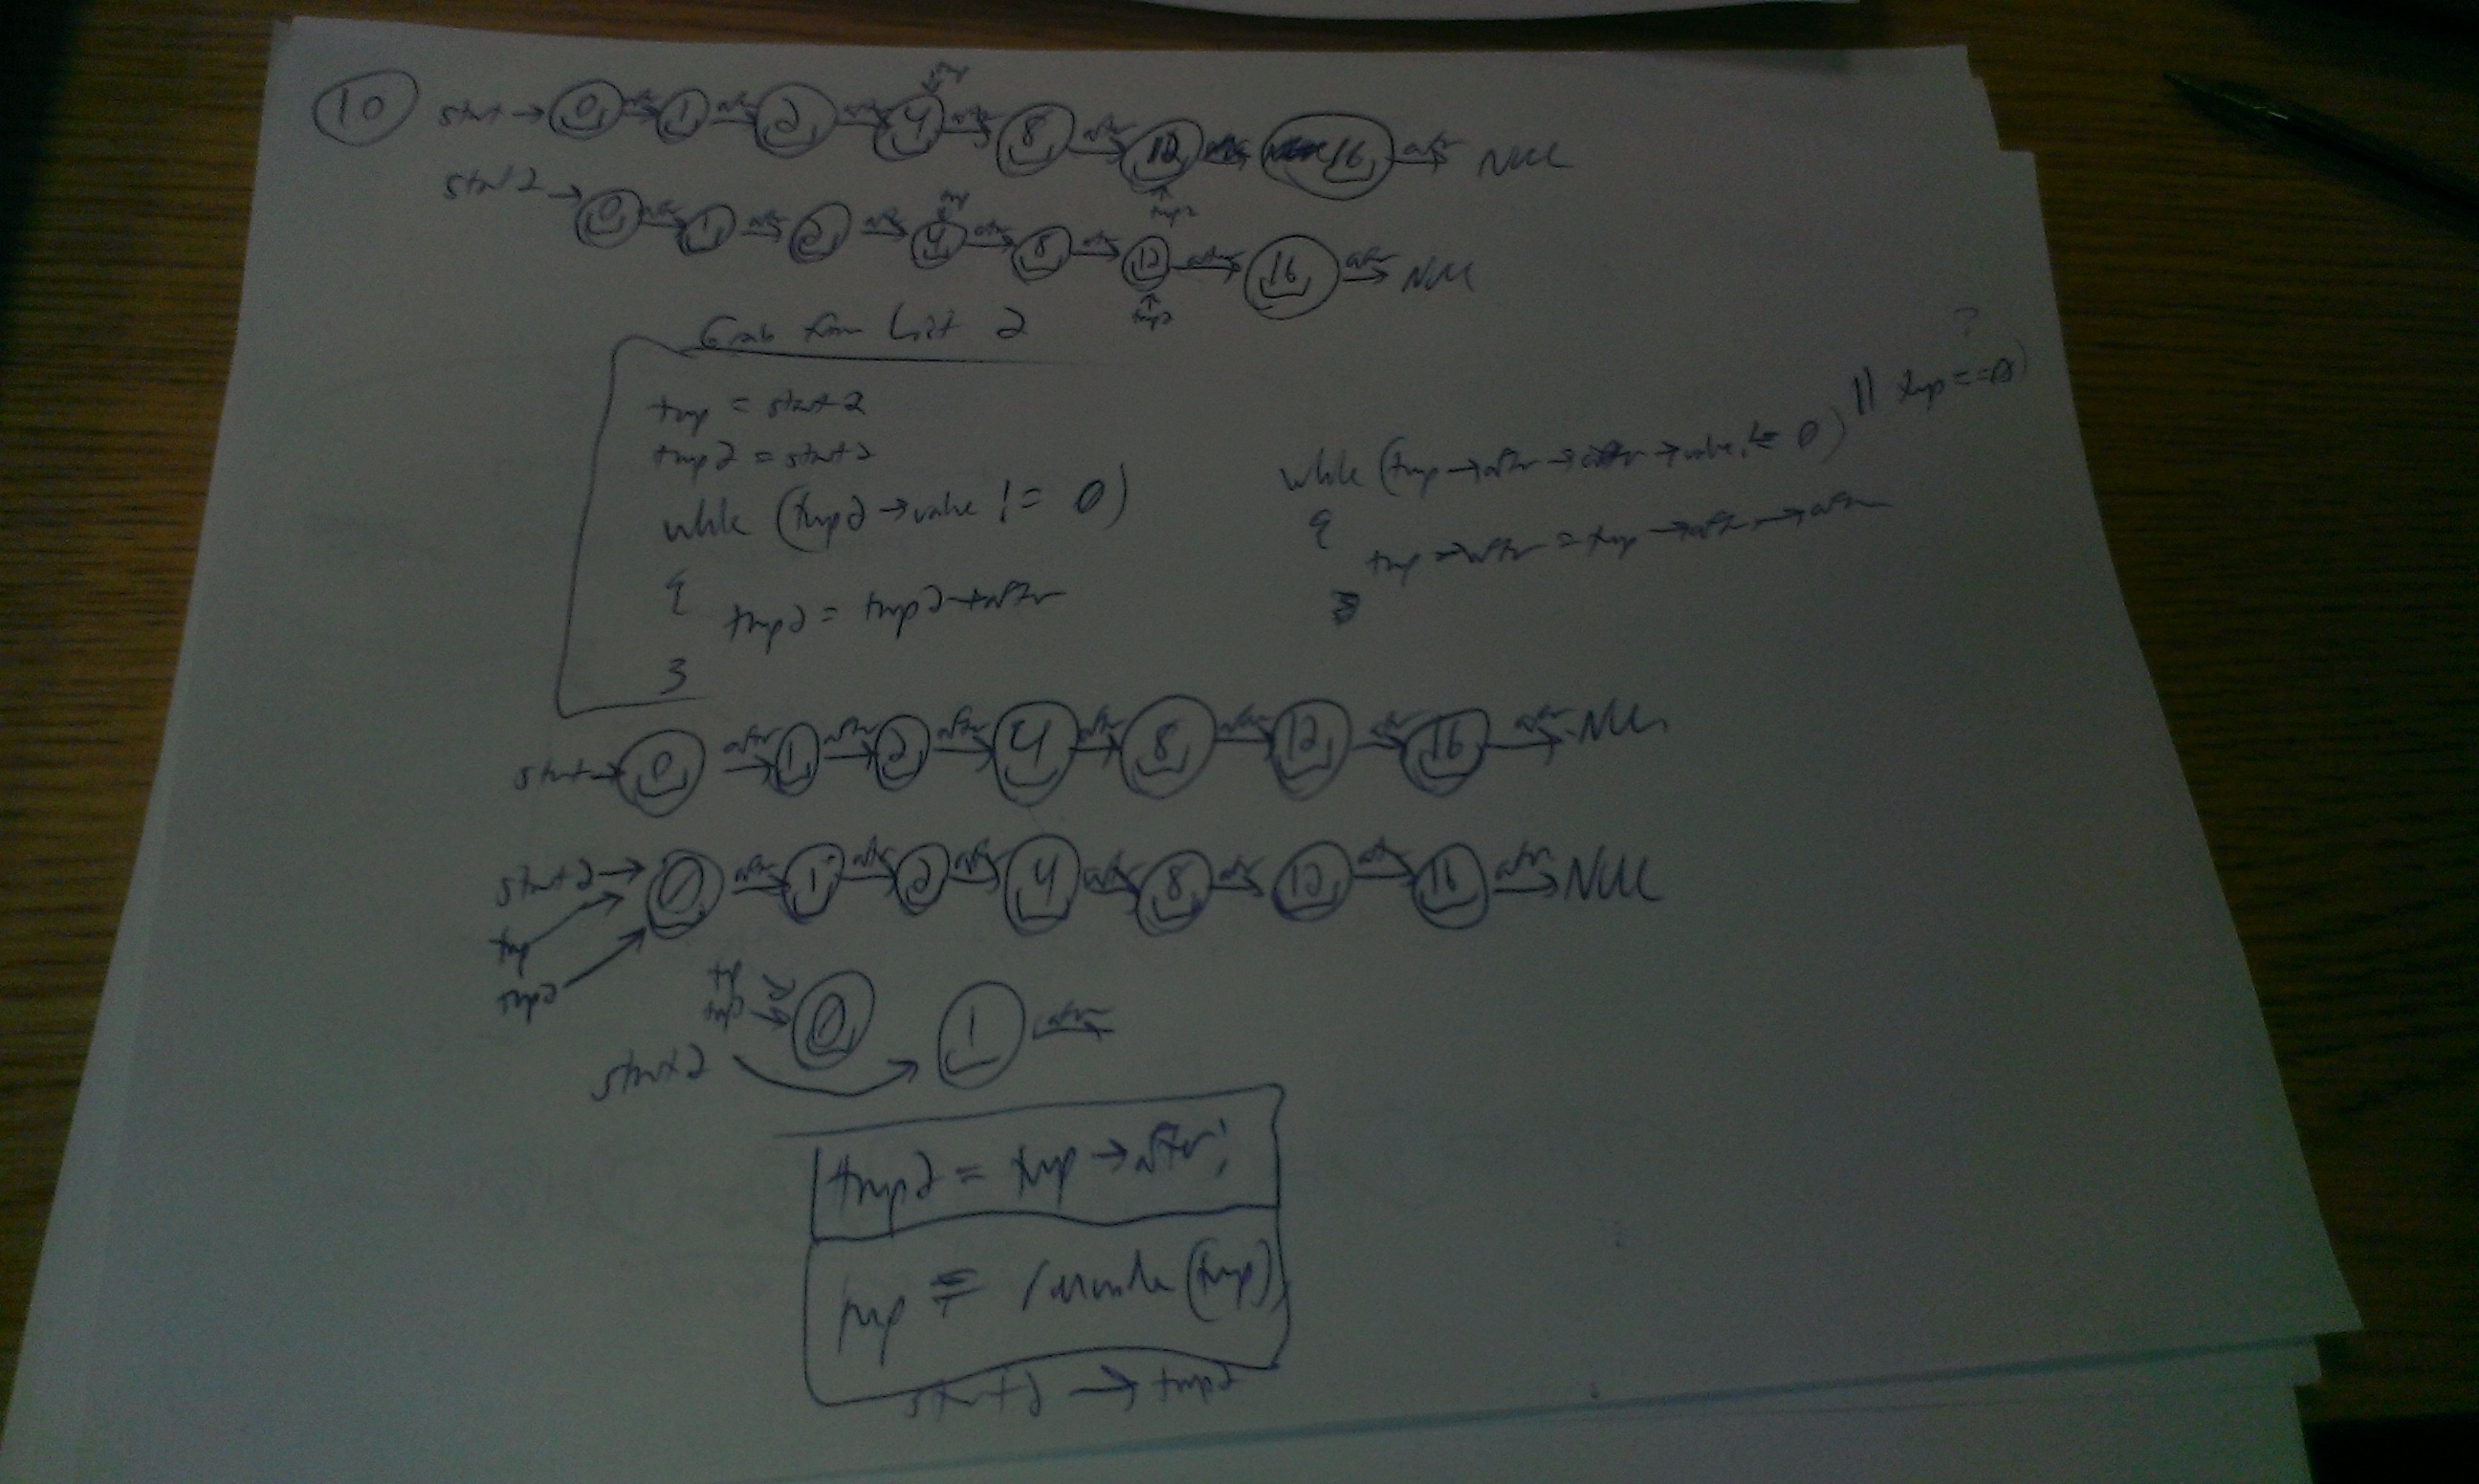 10 start → 0 after → 1 after → 2 after → 4 after → 8 after → 12 after → 16 after → NULL
tmp
start2 → 0 after → 1 after → 2 after → 4 after → 8 after → 12 after → 16 after → NULL
tmp tmp2
tmp2
Grab from List 2
tmp = start2
tmp2 = start2
while (tmp2→value != 0)
{
tmp2 = tmp2→after
}
?
while (tmp→after→after→value != 0) || tmp == 0)
{
tmp→after = tmp→after→after
}
start → 0 after → 1 after → 2 after → 4 after → 8 after → 12 after → 16 after → NULL
start2 → 0 after → 1 after → 2 after → 4 after → 8 after → 12 after → 16 after → NULL
tmp
tmp2
tmp → 0 1 after →
tmp2 →
start2
tmp2 = tmp→after;
tmp = (tmp)
start2 → tmp2